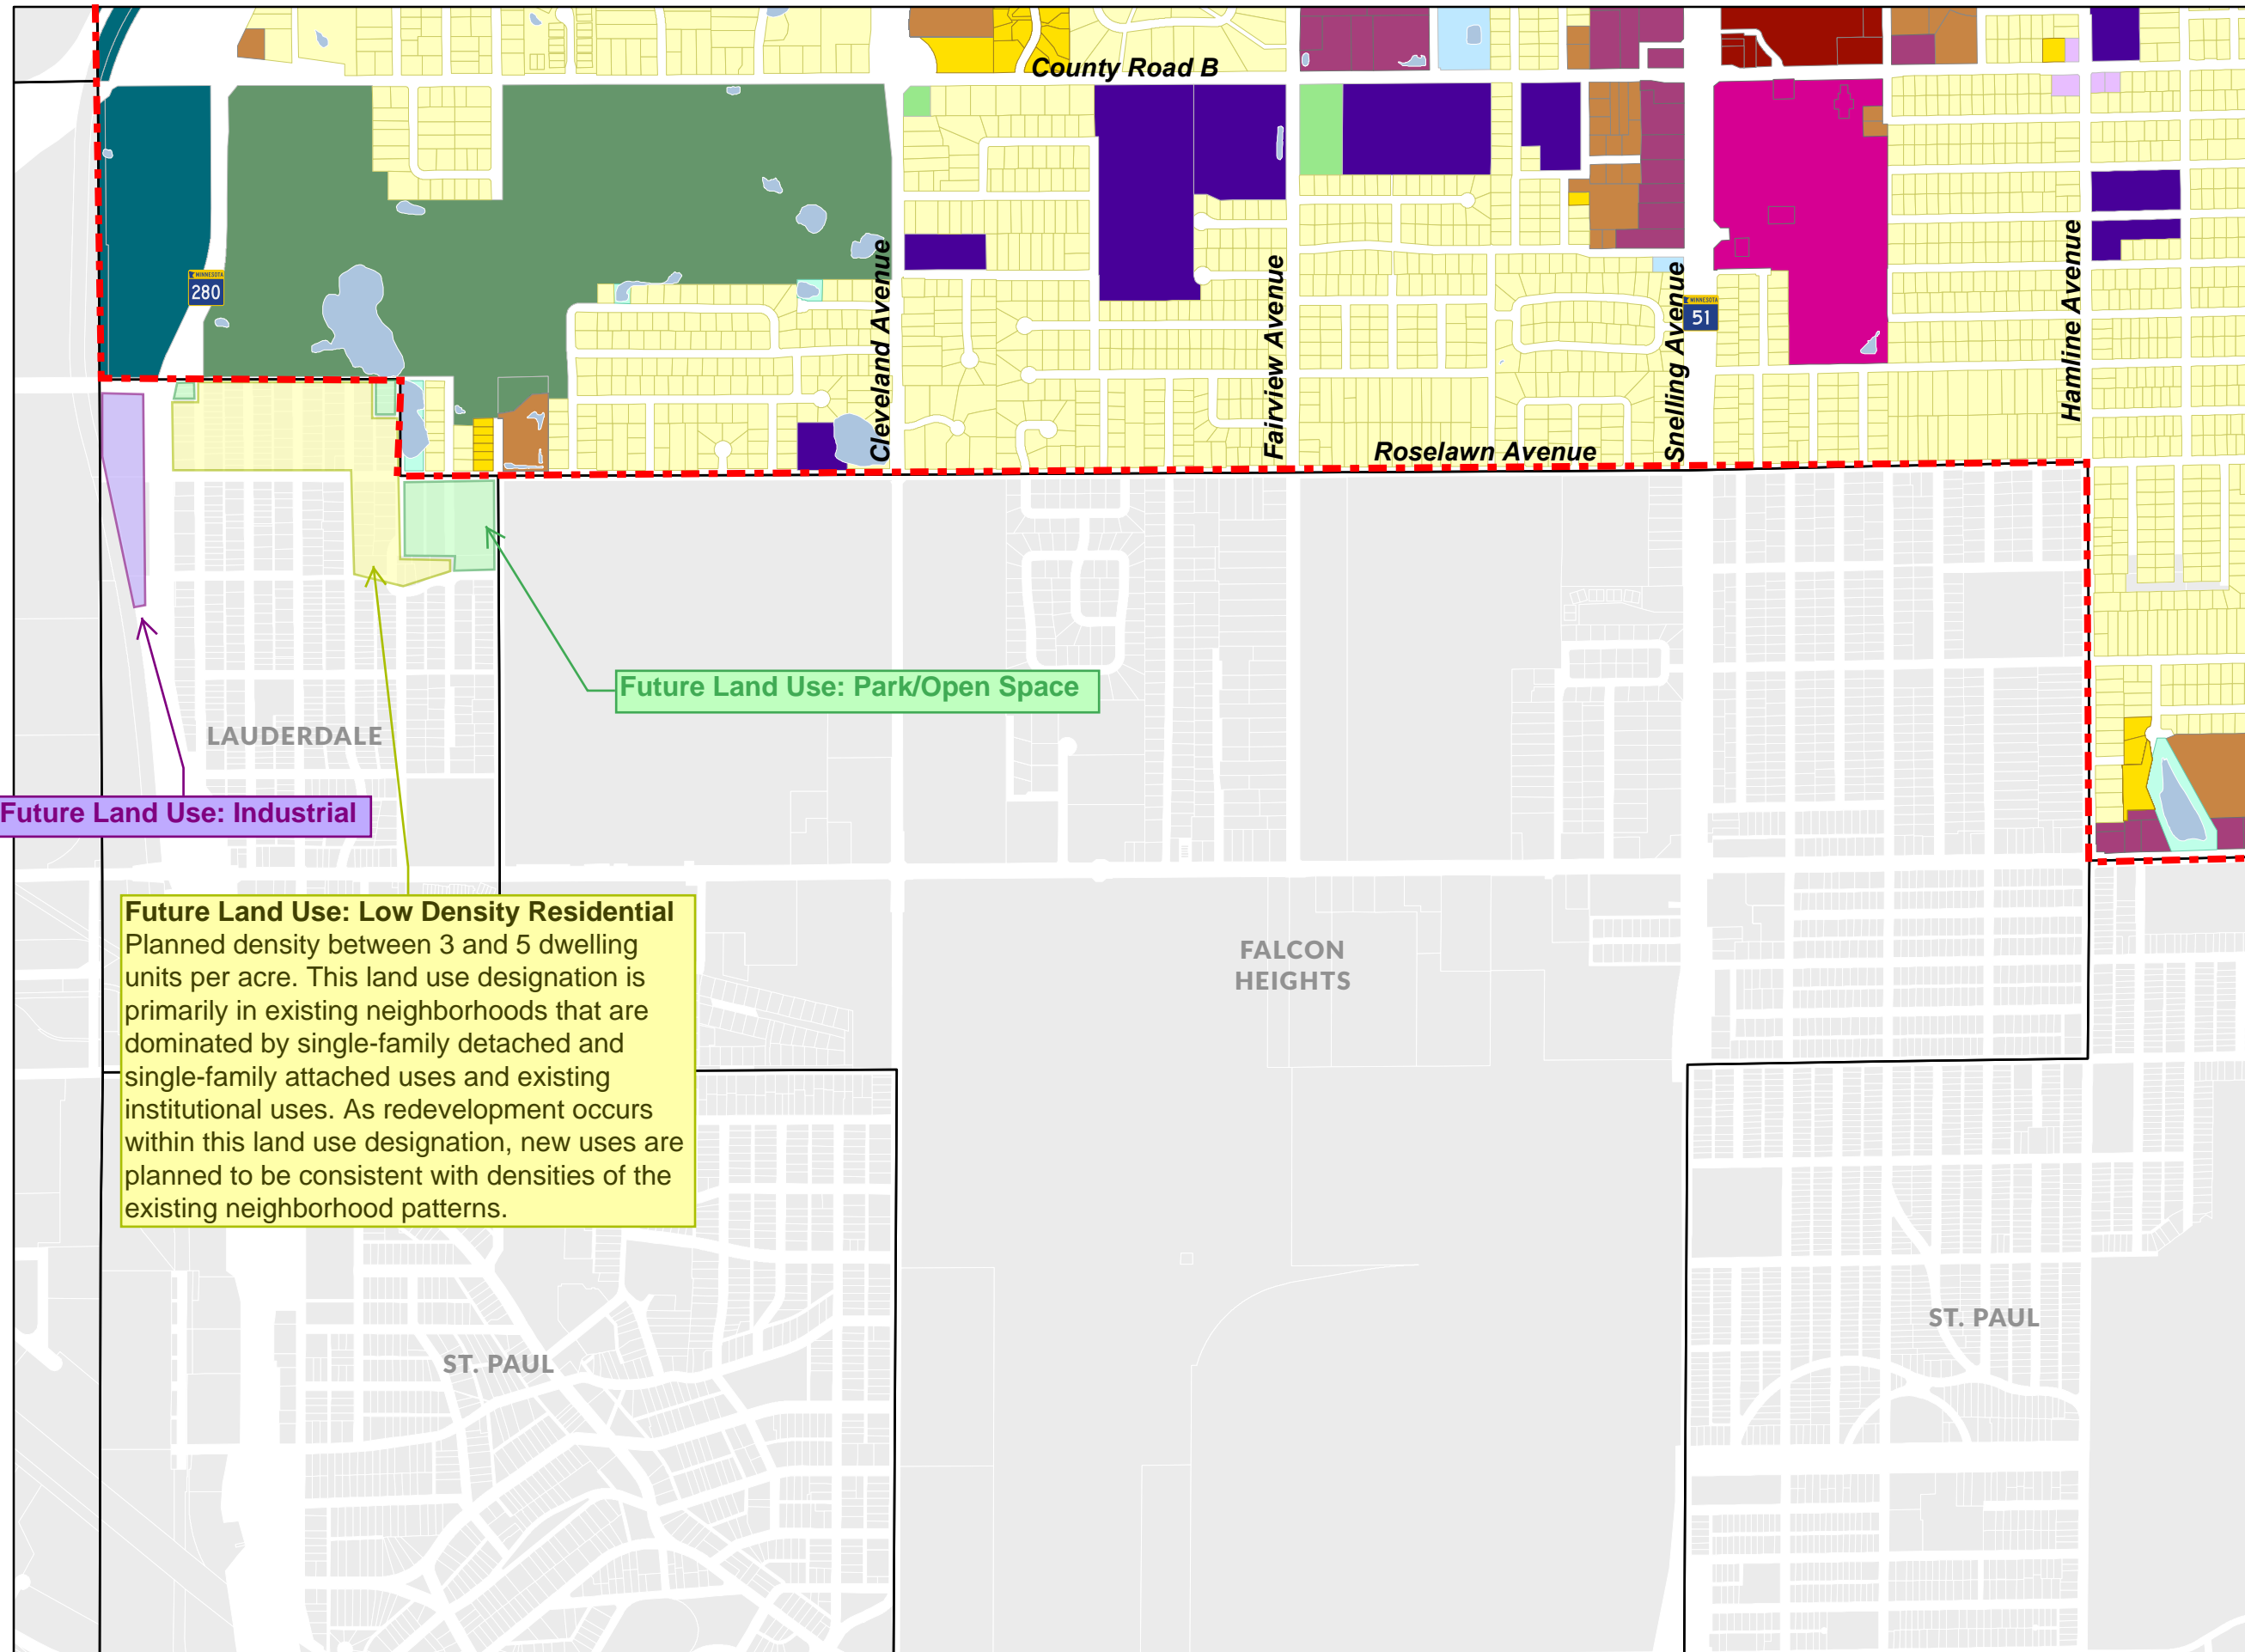 County Road B
MINNESOTA
280
Cleveland Avenue
Fairview Avenue
Snelling Avenue
MINNESOTA
51
Hamline Avenue
Roselawn Avenue
Future Land Use: Park/Open Space
LAUDERDALE
Future Land Use: Industrial
Future Land Use: Low Density Residential
Planned density between 3 and 5 dwelling
units per acre. This land use designation is
primarily in existing neighborhoods that are
dominated by single-family detached and
single-family attached uses and existing
institutional uses. As redevelopment occurs
within this land use designation, new uses are
planned to be consistent with densities of the
existing neighborhood patterns.
FALCON
HEIGHTS
ST. PAUL
ST. PAUL